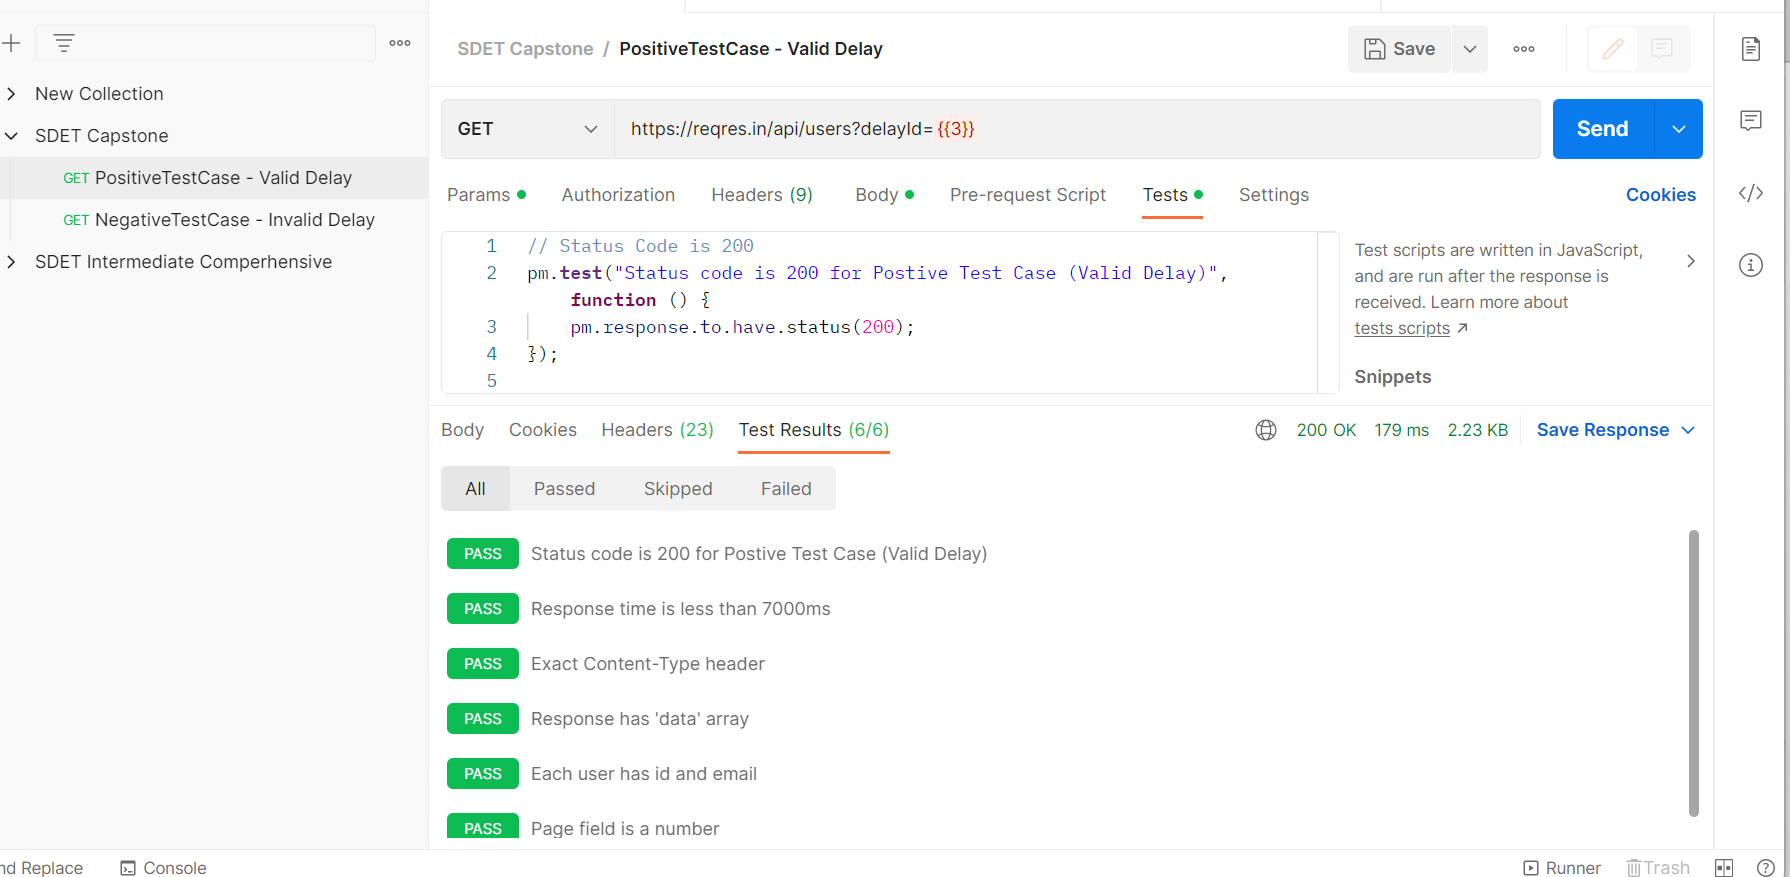 New Collection
SDET Capstone
GET PositiveTestCase - Valid Delay
GET NegativeTestCase - Invalid Delay
SDET Intermediate Comperhensive
SDET Capstone / PositiveTestCase - Valid Delay
Save
GET
https://reqres.in/api/users?delayId={{3}}
Send
Params
Authorization
Headers (9)
Body
Pre-request Script
Tests
Settings
Cookies
1 // Status Code is 200
2 pm.test("Status code is 200 for Postive Test Case (Valid Delay)",
function () {
3 pm.response.to.have.status(200);
4 });
5
Test scripts are written in JavaScript,
and are run after the response is
received. Learn more about
tests scripts ↗
Snippets
Body
Cookies
Headers (23)
Test Results (6/6)
200 OK
179 ms
2.23 KB
Save Response
All
Passed
Skipped
Failed
PASS Status code is 200 for Postive Test Case (Valid Delay)
PASS Response time is less than 7000ms
PASS Exact Content-Type header
PASS Response has 'data' array
PASS Each user has id and email
PASS Page field is a number
nd Replace
Console
Runner
Trash